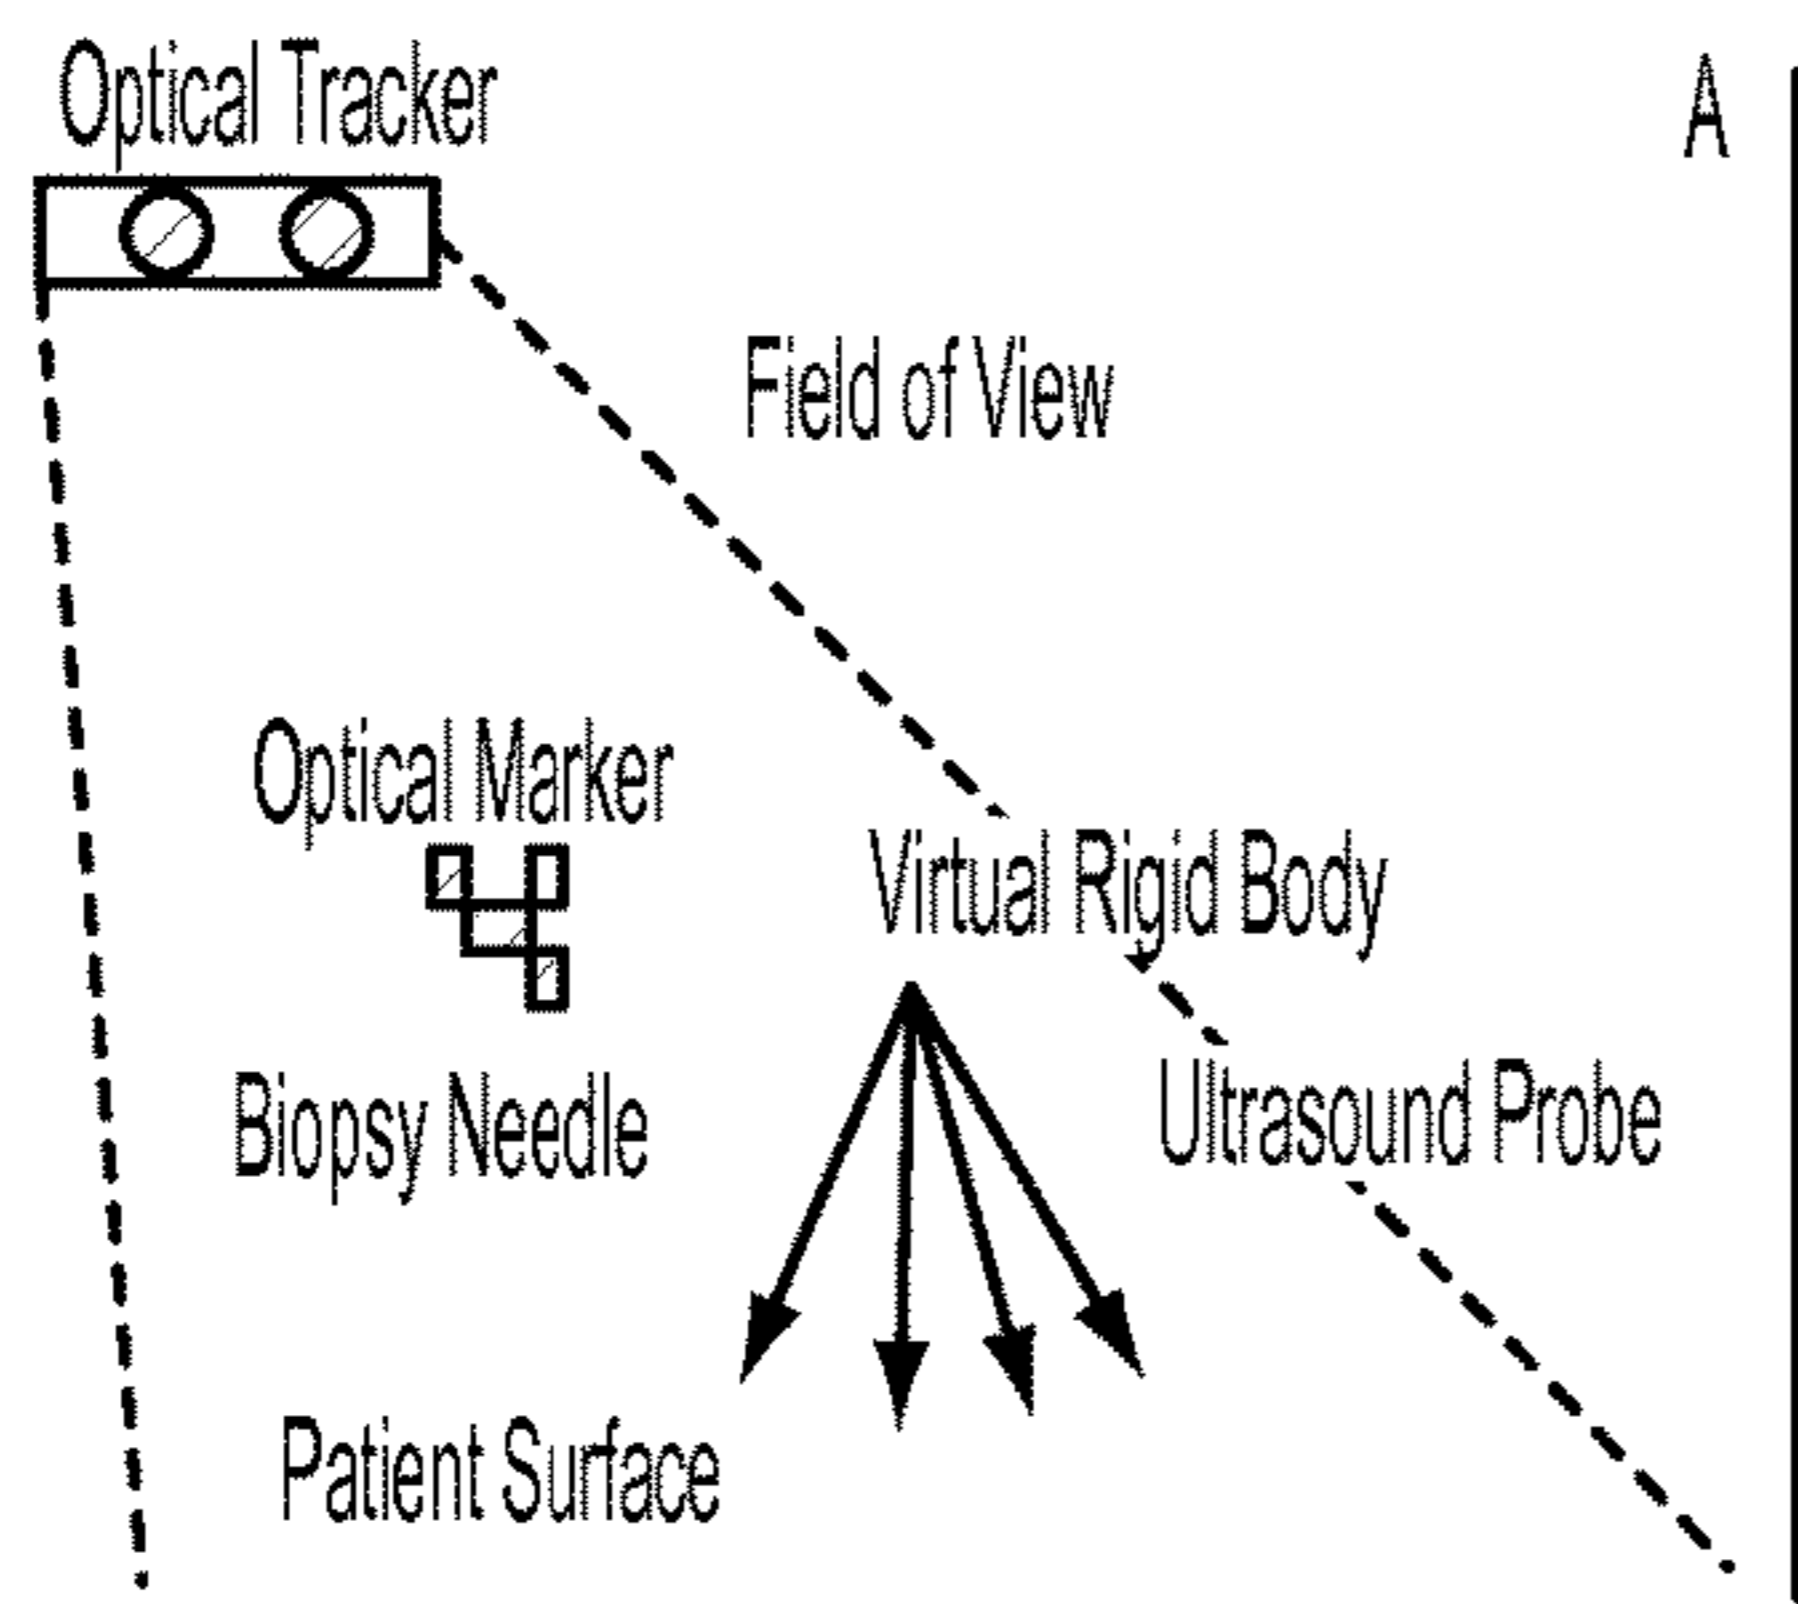 Optical Tracker
A
Field of View
Optical Marker
Virtual Rigid Body
Ultrasound Probe
Biopsy Needle
Patient Surface